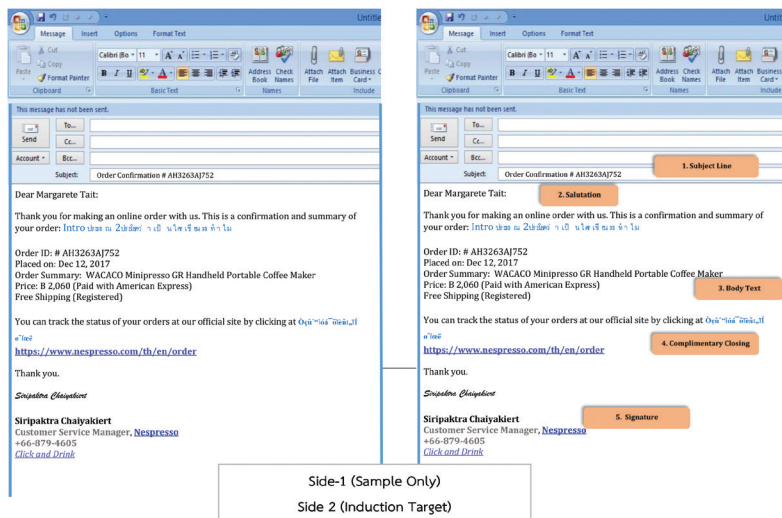 Untitle
Message Insert Options Format Text
Cut
Copy
Paste
Format Painter
Clipboard
Calibri (Bo 11
B I U
Basic Text
Address Book
Check Names
Names
Attach File
Attach Item
Business Card
Include
This message has not been sent.
Send
Account
To...
Cc...
Bcc...
Subject: Order Confirmation # AH3263AJ752
Dear Margarete Tait:
Thank you for making an online order with us. This is a confirmation and summary of
your order: Intro
Order ID: # AH3263AJ752
Placed on: Dec 12, 2017
Order Summary: WACACO Minipresso GR Handheld Portable Coffee Maker
Price: B 2,060 (Paid with American Express)
Free Shipping (Registered)
You can track the status of your orders at our official site by clicking at
https://www.nespresso.com/th/en/order
Thank you.
Siripaktra Chaiyakiert
Siripaktra Chaiyakiert
Customer Service Manager, Nespresso
+66-879-4605
Click and Drink
Untitle
Message Insert Options Format Text
Cut
Copy
Paste
Format Painter
Clipboard
Calibri (Bo 11
B I U
Basic Text
Address Book
Check Names
Names
Attach File
Attach Item
Business Card
Include
This message has not been sent.
Send
Account
To...
Cc...
Bcc...
1. Subject Line
Subject: Order Confirmation # AH3263AJ752
Dear Margarete Tait:
2. Salutation
Thank you for making an online order with us. This is a confirmation and summary of
your order: Intro
Order ID: # AH3263AJ752
Placed on: Dec 12, 2017
Order Summary: WACACO Minipresso GR Handheld Portable Coffee Maker
Price: B 2,060 (Paid with American Express)
3. Body Text
Free Shipping (Registered)
You can track the status of your orders at our official site by clicking at
https://www.nespresso.com/th/en/order
4. Complimentary Closing
Thank you.
Siripaktra Chaiyakiert
Siripaktra Chaiyakiert
5. Signature
Customer Service Manager, Nespresso
+66-879-4605
Click and Drink
Side-1 (Sample Only)
Side 2 (Induction Target)